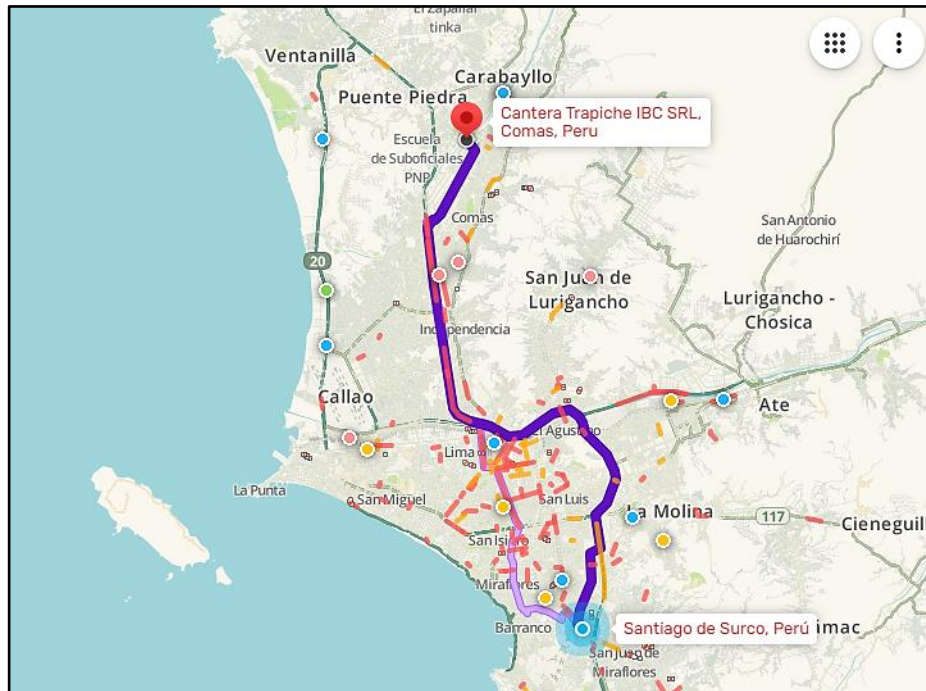 El Zapallar
tinka
Ventanilla
Carabayllo
Puente Piedra
Cantera Trapiche IBC SRL,
Comas, Peru
Escuela
de Suboficiales
PNP
Comas
San Antonio
de Huarochirí
20
San Juan de
Lurigancho
Lurigancho -
Chosica
Independencia
Callao
Ate
El Agustino
Lima
La Punta
San Miguel
San Luis
La Molina
117
Cieneguill
San Isidro
Miraflores
Barranco
Santiago de Surco, Perú
San Juan de
Miraflores